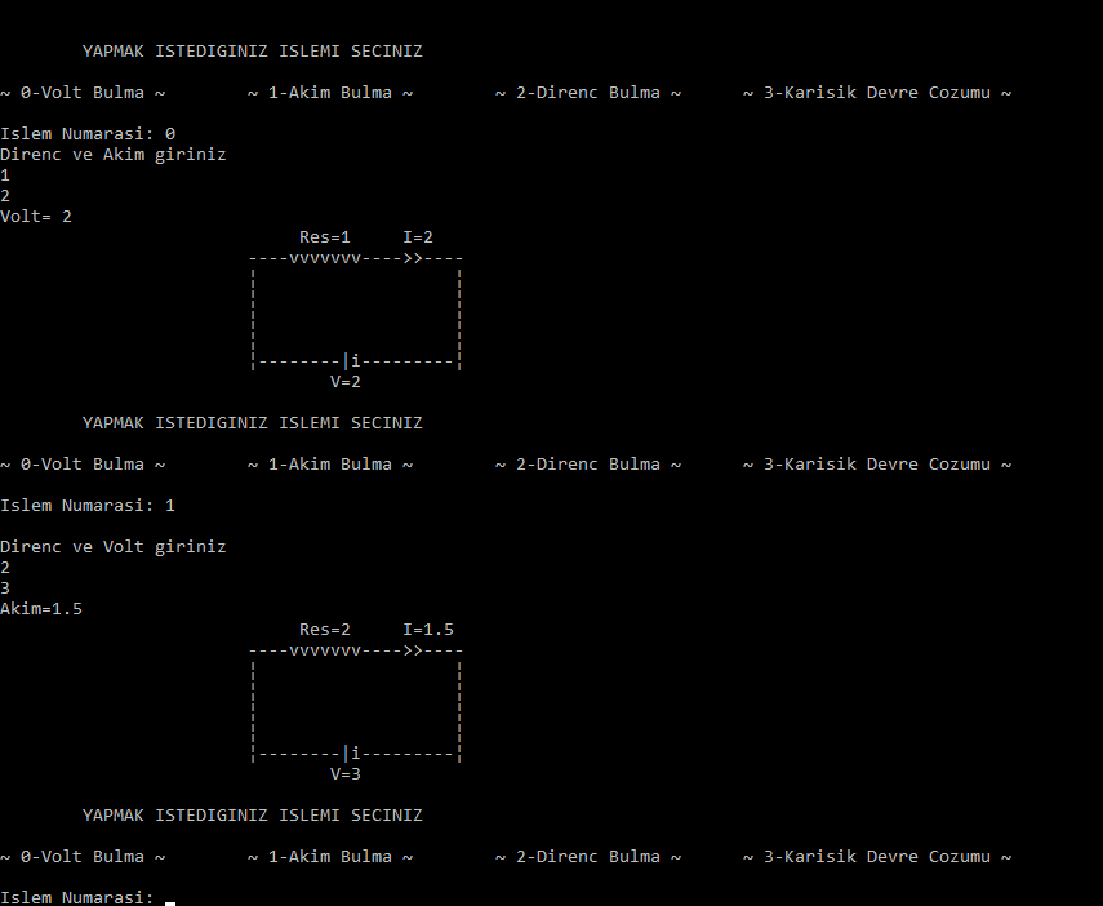 YAPMAK ISTEDIGINIZ ISLEMI SECINIZ
~ 0-Volt Bulma ~ ~ 1-Akim Bulma ~ ~ 2-Direnc Bulma ~ ~ 3-Karisik Devre Cozumu ~
Islem Numarasi: 0
Direnc ve Akim giriniz
1
2
Volt= 2
Res=1 I=2
----vvvvvvv---->>----
¦ ¦
¦ ¦
¦ ¦
¦ ¦
¦--------|i---------¦
V=2
YAPMAK ISTEDIGINIZ ISLEMI SECINIZ
~ 0-Volt Bulma ~ ~ 1-Akim Bulma ~ ~ 2-Direnc Bulma ~ ~ 3-Karisik Devre Cozumu ~
Islem Numarasi: 1
Direnc ve Volt giriniz
2
3
Akim=1.5
Res=2 I=1.5
----vvvvvvv---->>----
¦ ¦
¦ ¦
¦ ¦
¦ ¦
¦--------|i---------¦
V=3
YAPMAK ISTEDIGINIZ ISLEMI SECINIZ
~ 0-Volt Bulma ~ ~ 1-Akim Bulma ~ ~ 2-Direnc Bulma ~ ~ 3-Karisik Devre Cozumu ~
Islem Numarasi: